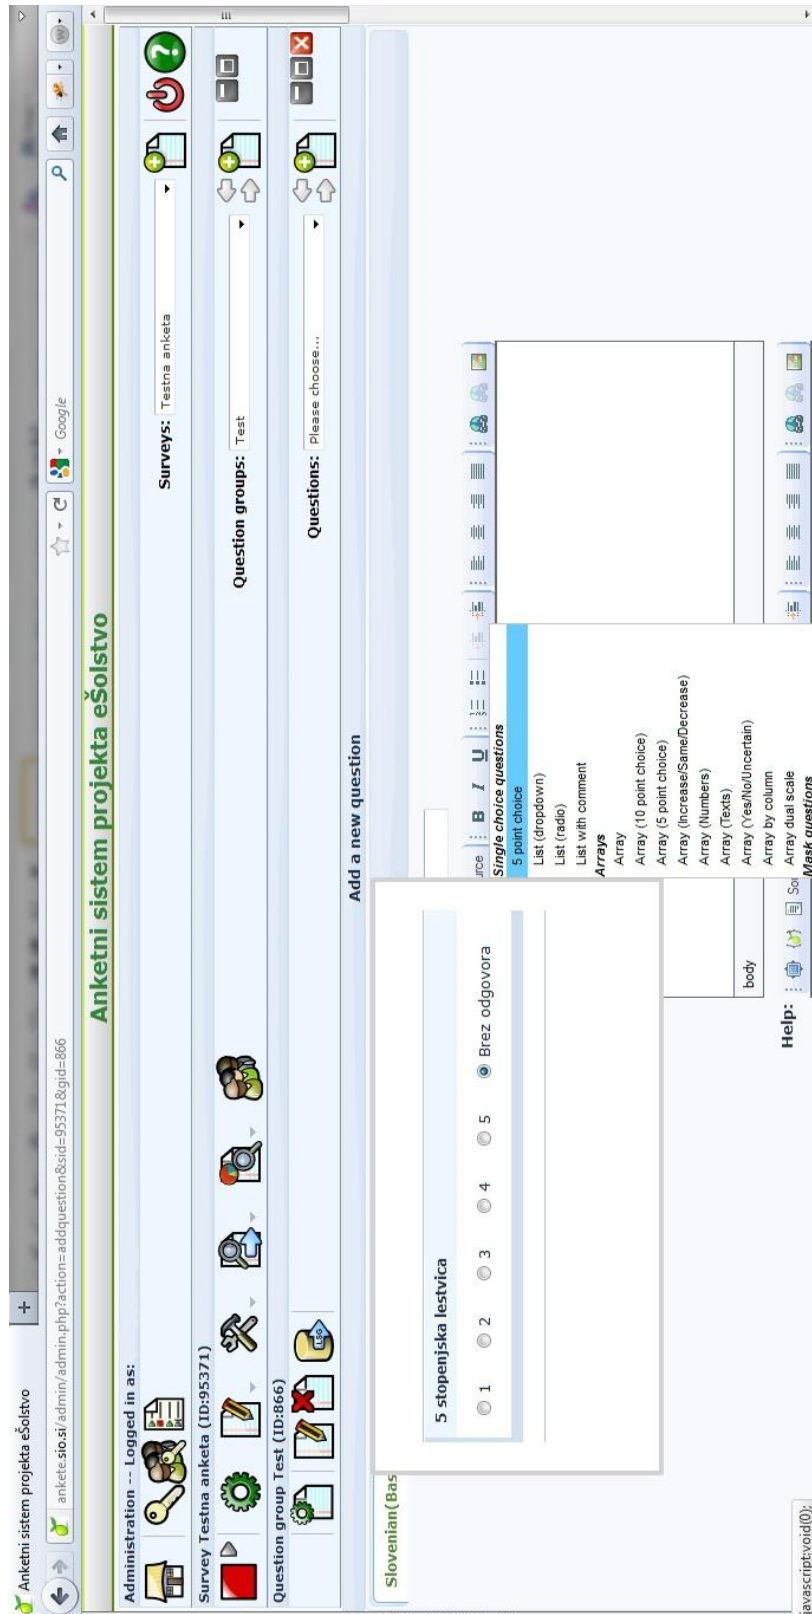 Anketni sistem projekta eŠolstvo
ankete.sio.si/admin/admin.php?action=addquestion&sid=95371&gid=866
Google
Anketni sistem projekta eŠolstvo
Administration -- Logged in as:
Surveys: Testna anketa
Survey Testna anketa (ID:95371)
Question groups: Test
Question group Test (ID:866)
LSG
Questions: Please choose...
Add a new question
Slovenian(Bas
urce
B I U
Single choice questions
5 point choice
List (dropdown)
List (radio)
List with comment
Arrays
Array
Array (10 point choice)
Array (5 point choice)
Array (Increase/Same/Decrease)
Array (Numbers)
Array (Texts)
Array (Yes/No/Uncertain)
Array by column
Array dual scale
Mask questions
5 stopenjska lestvica
1 2 3 4 5 Brez odgovora
body
Help:
Sou
javascript:void(0);